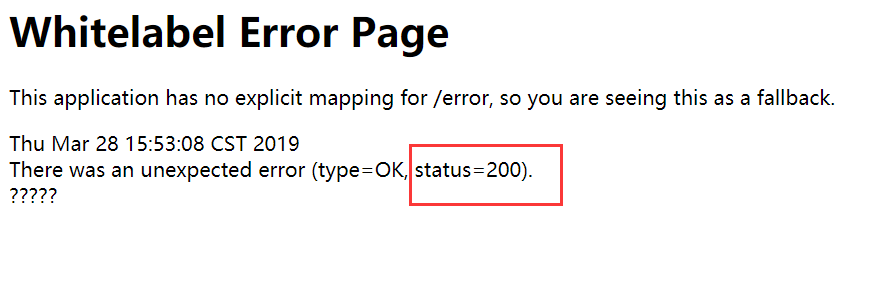 Whitelabel Error Page
This application has no explicit mapping for /error, so you are seeing this as a fallback.
Thu Mar 28 15:53:08 CST 2019
There was an unexpected error (type=OK, status=200).
?????